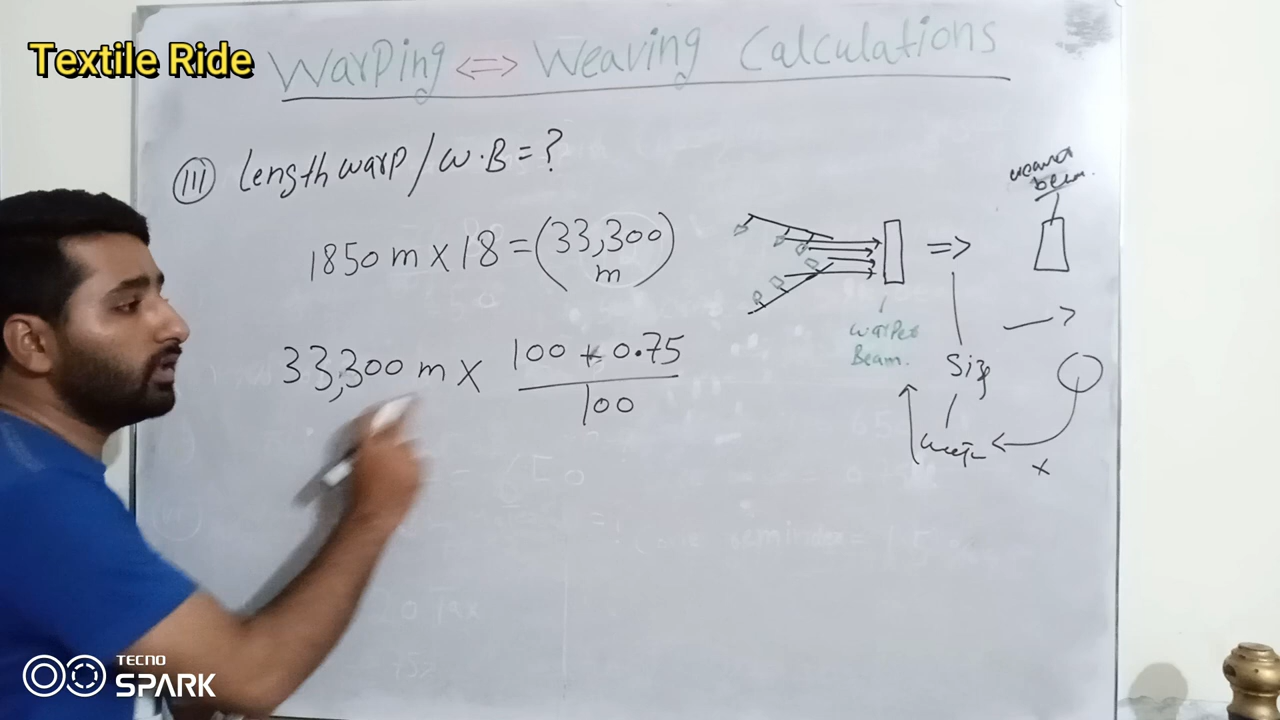 Textile Ride
Warping <=> Weaving Calculations
(III) Length warp / W.B = ?
1850 m x 18 = (33,300 m)
33,300 m x 100 + 0.75
100
Beam.
warper
Beam.
Siz
x
650
TECNO
SPARK